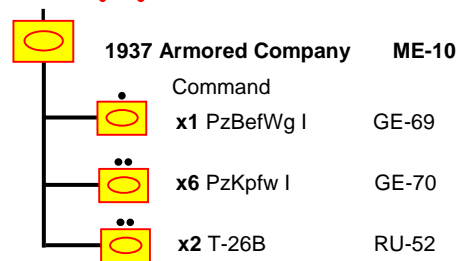 1937 Armored Company ME-10
Command
x1 PzBefWg I GE-69
x6 PzKpfw I GE-70
x2 T-26B RU-52